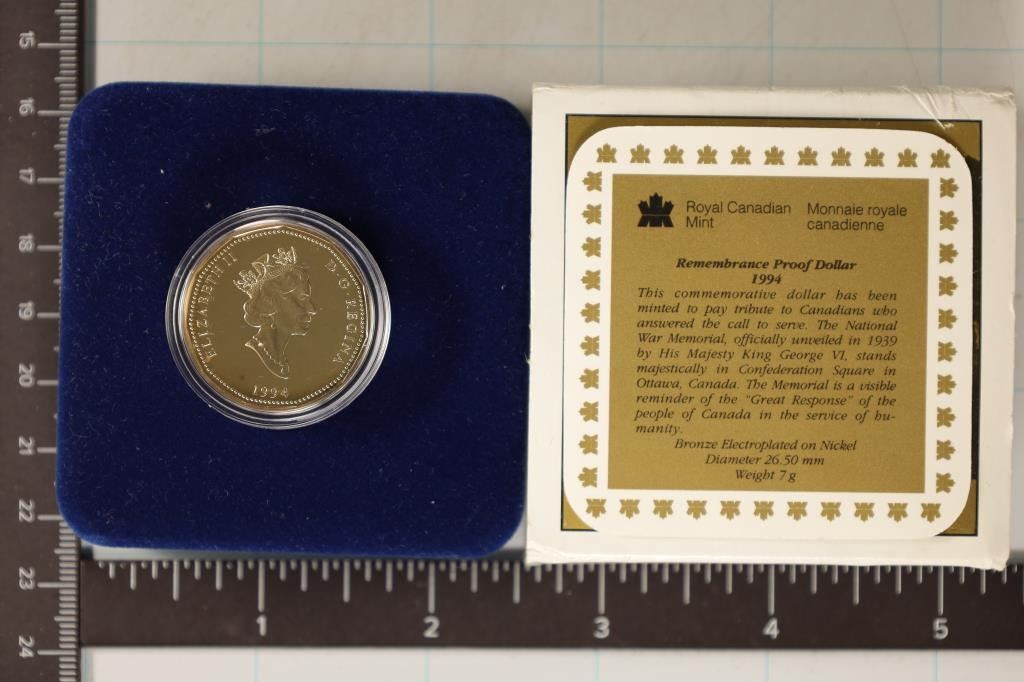 15
16
17
18
19
20
21
22
23
24
ELIZABETH II D·G·REGINA
1994
Royal Canadian Mint
Monnaie royale canadienne
Remembrance Proof Dollar
1994
This commemorative dollar has been
minted to pay tribute to Canadians who
answered the call to serve. The National
War Memorial, officially unveiled in 1939
by His Majesty King George VI, stands
majestically in Confederation Square in
Ottawa, Canada. The Memorial is a visible
reminder of the "Great Response" of the
people of Canada in the service of hu-
manity.
Bronze Electroplated on Nickel
Diameter 26.50 mm
Weight 7 g
1 2 3 4 5